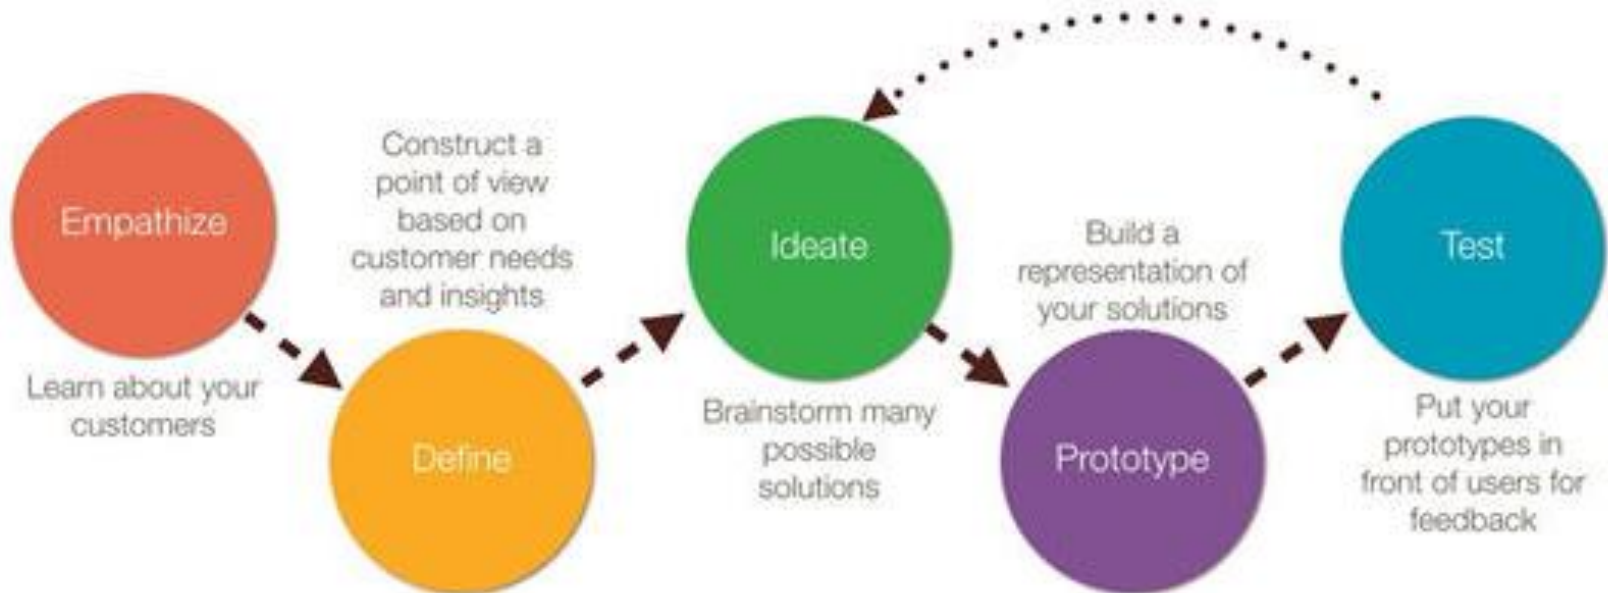 Empathize
Learn about your
customers
Construct a
point of view
based on
customer needs
and insights
Define
Ideate
Brainstorm many
possible
solutions
Build a
representation of
your solutions
Prototype
Test
Put your
prototypes in
front of users for
feedback